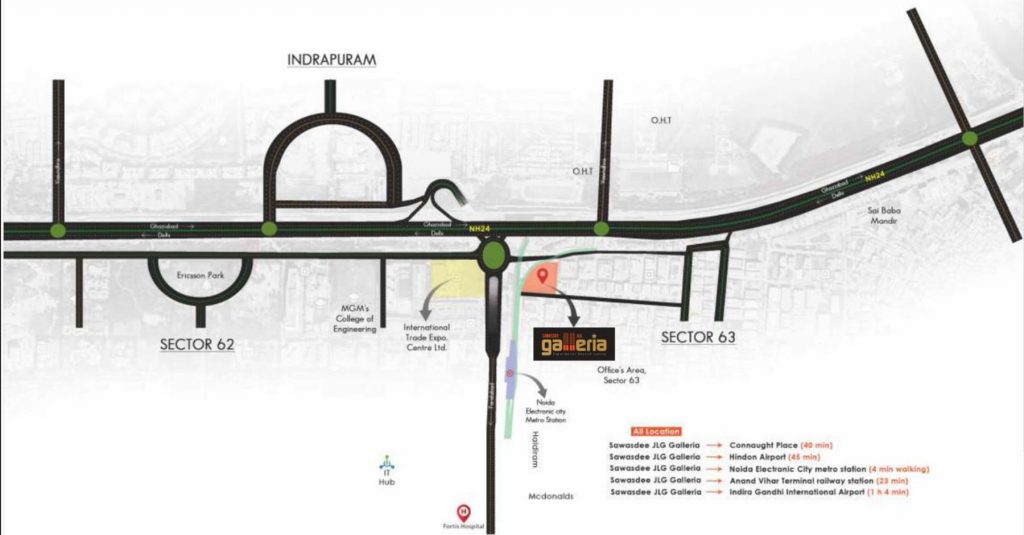 INDRAPURAM
O.H.T
O.H.T
Vasundhra
Ghaziabad
Delhi
Ghaziabad
Delhi
NH24
Ghaziabad
Delhi
NH24
Sai Baba
Mandir
Ericsson Park
SECTOR 62
MGM's
College of
Engineering
International
Trade Expo.
Centre Ltd.
galleria
SECTOR 63
Office's Area,
Sector 63
Noida
Electronic city
Metro Station
Faridabad
Haldiram
Mcdonalds
IT
Hub
H
Fortis Hospital
All Location
Sawasdee JLG Galleria → Connaught Place (40 min)
Sawasdee JLG Galleria → Hindon Airport (45 min)
Sawasdee JLG Galleria → Noida Electronic City metro station (4 min walking)
Sawasdee JLG Galleria → Anand Vihar Terminal railway station (23 min)
Sawasdee JLG Galleria → Indira Gandhi International Airport (1 h 4 min)